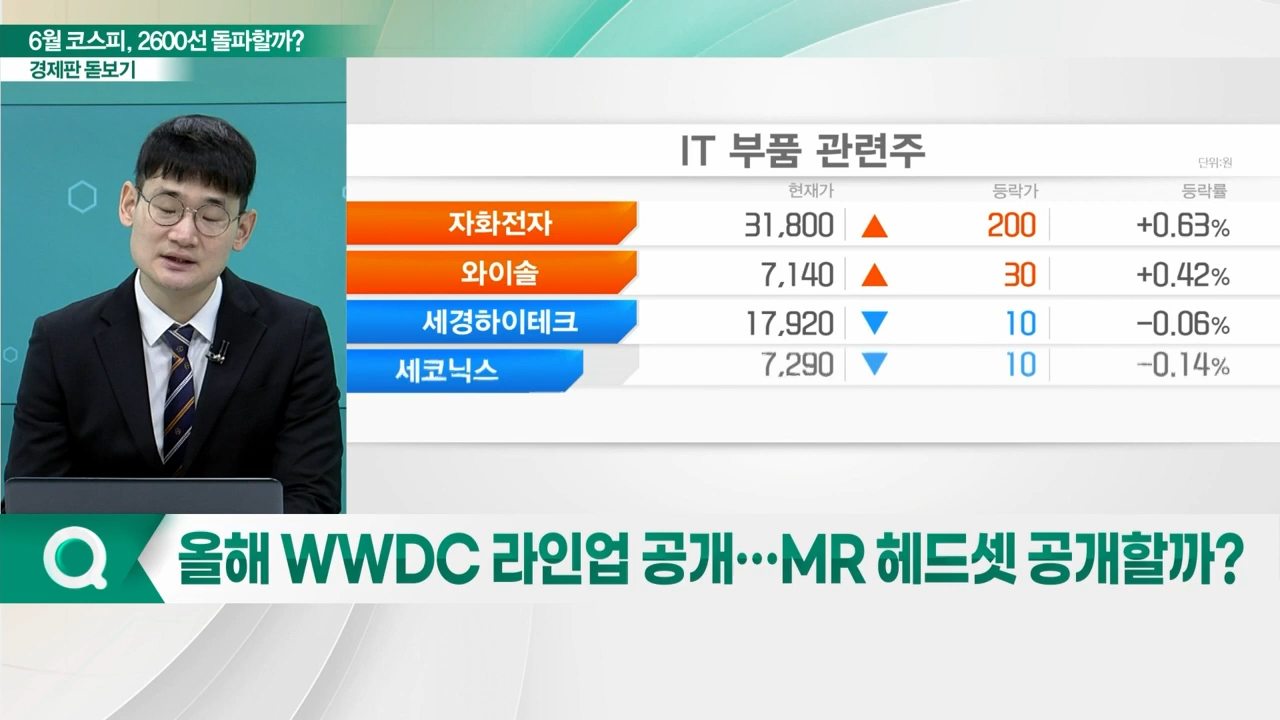 6월 코스피, 2600선 돌파할까?
경제판 돋보기
IT 부품 관련주
단위:원
현재가 등락가 등락률
자화전자 31,800 ▲ 200 +0.63%
와이솔 7,140 ▲ 30 +0.42%
세경하이테크 17,920 ▼ 10 -0.06%
세코닉스 7,290 ▼ 10 -0.14%
Q 올해 WWDC 라인업 공개…MR 헤드셋 공개할까?